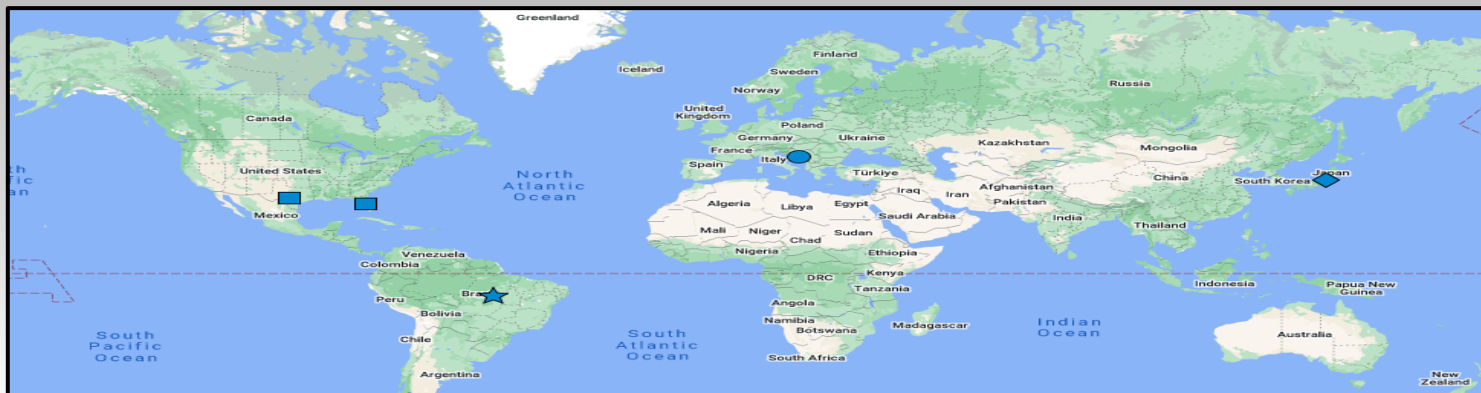 Greenland
Iceland
Finland
Sweden
Norway
Russia
United
Kingdom
Canada
Poland
Germany
Ukraine
France
Kazakhstan
Mongolia
Italy
Spain
United States
Türkiye
Japan
China
South Korea
North
Atlantic
Ocean
Iraq
Iran
Afghanistan
Pakistan
Algeria
Libya
Egypt
Saudi Arabia
India
Mexico
Mali
Niger
Chad
Sudan
Thailand
Nigeria
Ethiopia
Venezuela
Colombia
DRC
Kenya
Tanzania
Indonesia
Papua New
Guinea
Peru
Bolivia
Angola
Namibia
Botswana
Madagascar
Indian
Ocean
South
Pacific
Ocean
Chile
South
Atlantic
Ocean
Australia
South Africa
Argentina
New
Zealand